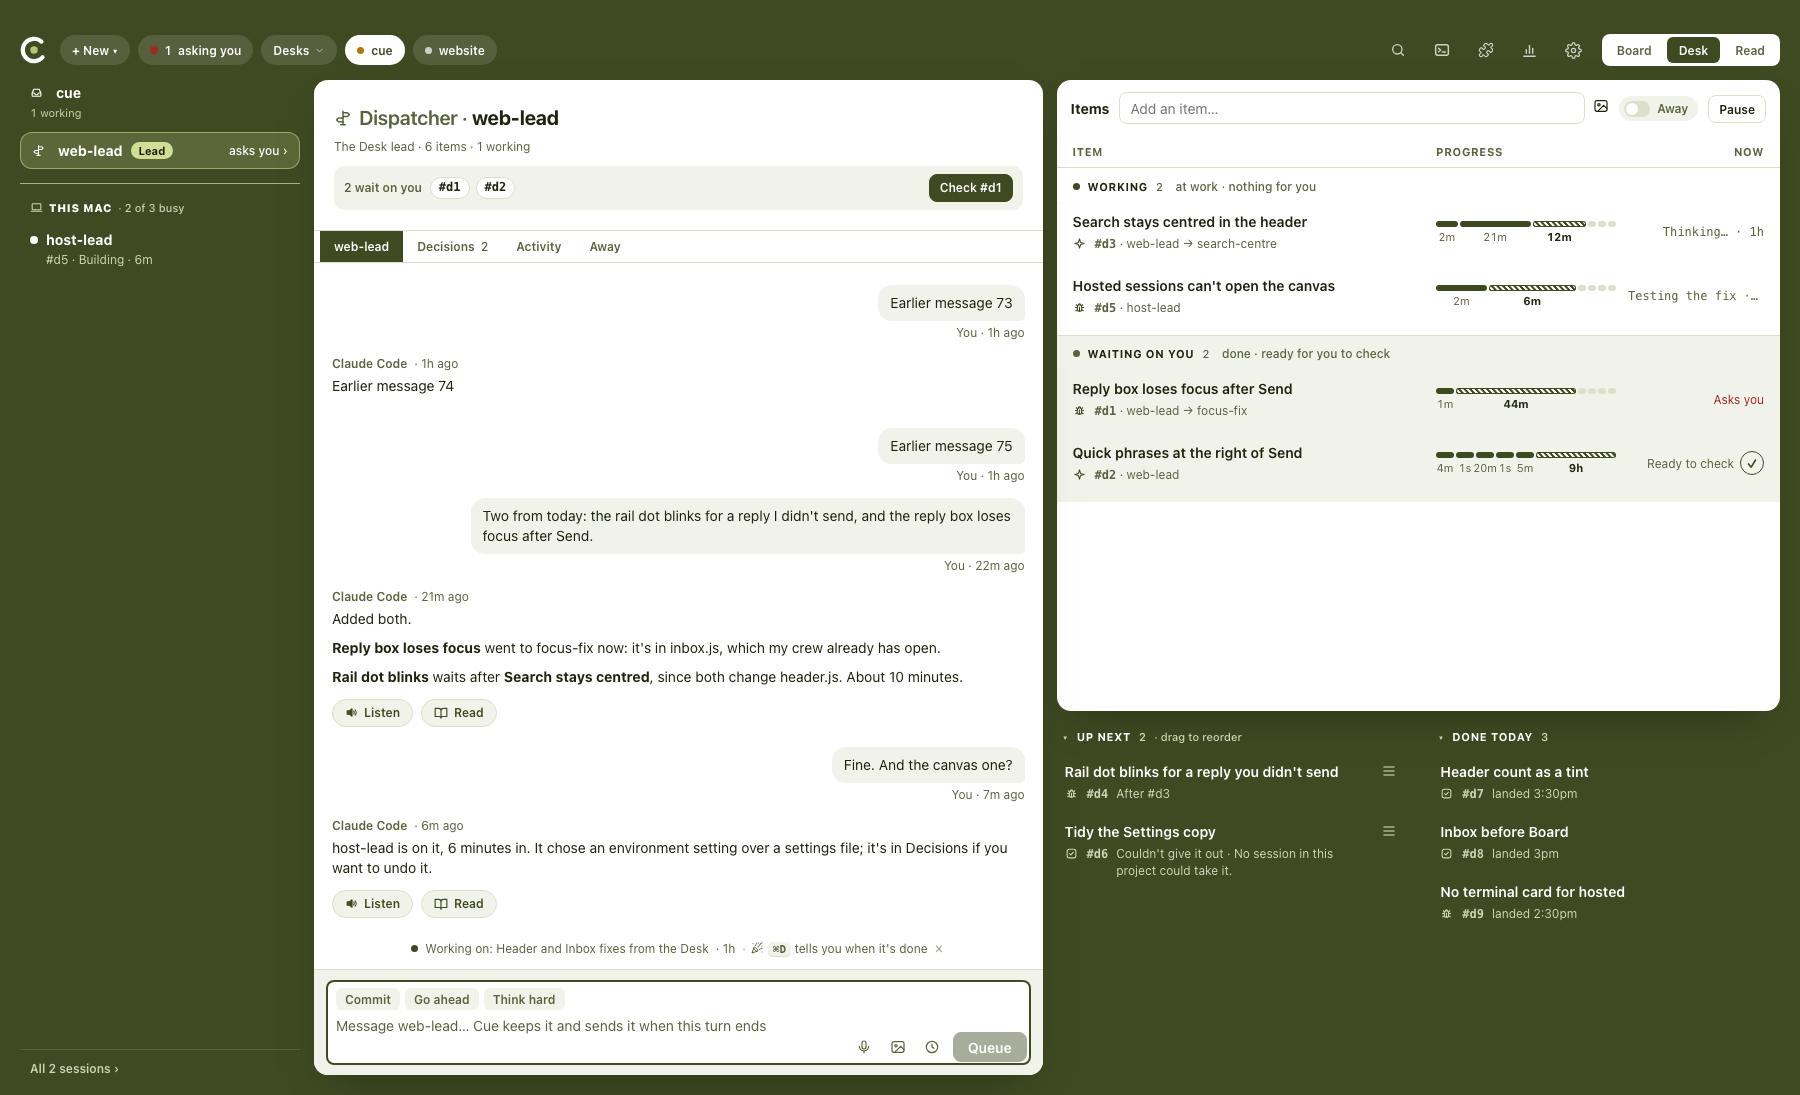 + New
1 asking you
Desks
cue
website
Board
Desk
Read
cue
1 working
web-lead Lead asks you ›
THIS MAC · 2 of 3 busy
host-lead
#d5 · Building · 6m
All 2 sessions ›
Dispatcher · web-lead
The Desk lead · 6 items · 1 working
2 wait on you #d1 #d2 Check #d1
web-lead Decisions 2 Activity Away
Earlier message 73
You · 1h ago
Claude Code · 1h ago
Earlier message 74
Earlier message 75
You · 1h ago
Two from today: the rail dot blinks for a reply I didn't send, and the reply box loses
focus after Send.
You · 22m ago
Claude Code · 21m ago
Added both.
Reply box loses focus went to focus-fix now: it's in inbox.js, which my crew already has open.
Rail dot blinks waits after Search stays centred, since both change header.js. About 10 minutes.
Listen Read
Fine. And the canvas one?
You · 7m ago
Claude Code · 6m ago
host-lead is on it, 6 minutes in. It chose an environment setting over a settings file; it's in Decisions if you
want to undo it.
Listen Read
Working on: Header and Inbox fixes from the Desk · 1h · ⌘D tells you when it's done ×
Commit Go ahead Think hard
Message web-lead... Cue keeps it and sends it when this turn ends
Queue
Items Add an item... Away Pause
ITEM PROGRESS NOW
WORKING 2 at work · nothing for you
Search stays centred in the header
2m 21m 12m
Thinking… · 1h
#d3 · web-lead → search-centre
Hosted sessions can't open the canvas
2m 6m
Testing the fix ·…
#d5 · host-lead
WAITING ON YOU 2 done · ready for you to check
Reply box loses focus after Send
1m 44m
Asks you
#d1 · web-lead → focus-fix
Quick phrases at the right of Send
4m 1s 20m 1s 5m 9h
Ready to check
#d2 · web-lead
UP NEXT 2 · drag to reorder
Rail dot blinks for a reply you didn't send
#d4 After #d3
Tidy the Settings copy
#d6 Couldn't give it out · No session in this
project could take it.
DONE TODAY 3
Header count as a tint
#d7 landed 3:30pm
Inbox before Board
#d8 landed 3pm
No terminal card for hosted
#d9 landed 2:30pm